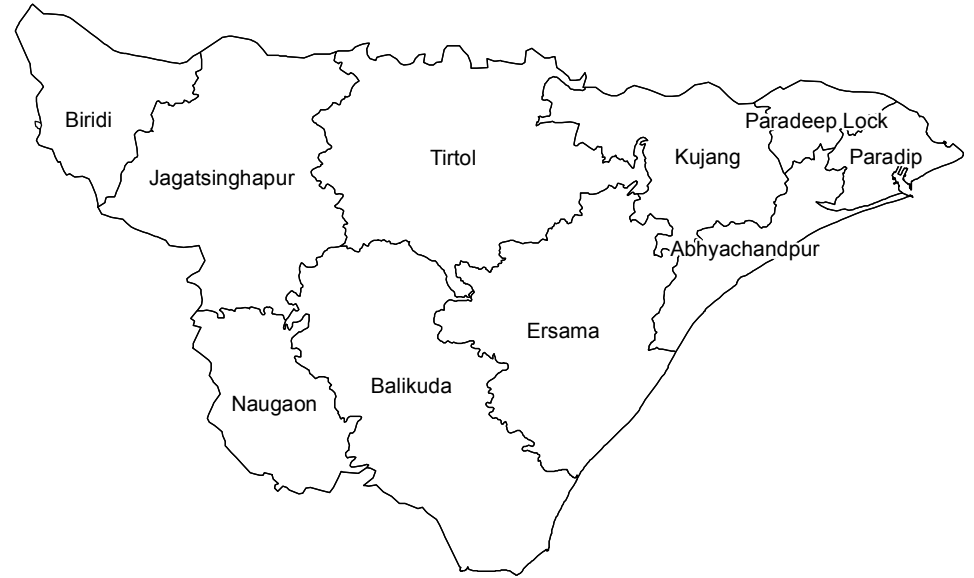 Biridi
Paradeep Lock
Tirtol
Kujang
Paradip
Jagatsinghapur
Abhyachandpur
Ersama
Balikuda
Naugaon